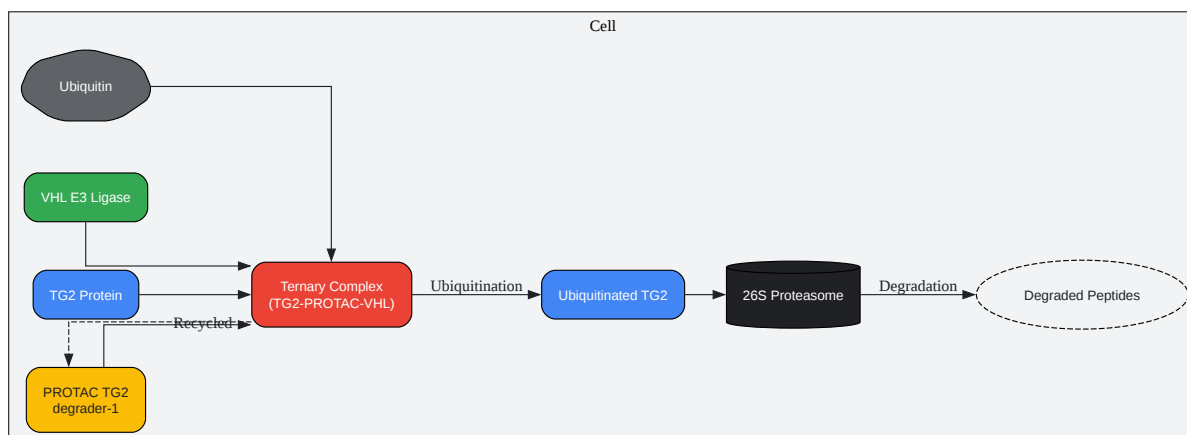 Cell
Ubiquitin
VHL E3 Ligase
TG2 Protein
Ternary Complex
(TG2-PROTAC-VHL)
Ubiquitination
Ubiquitinated TG2
26S Proteasome
Degradation
Degraded Peptides
Recycled
PROTAC TG2
degrader-1